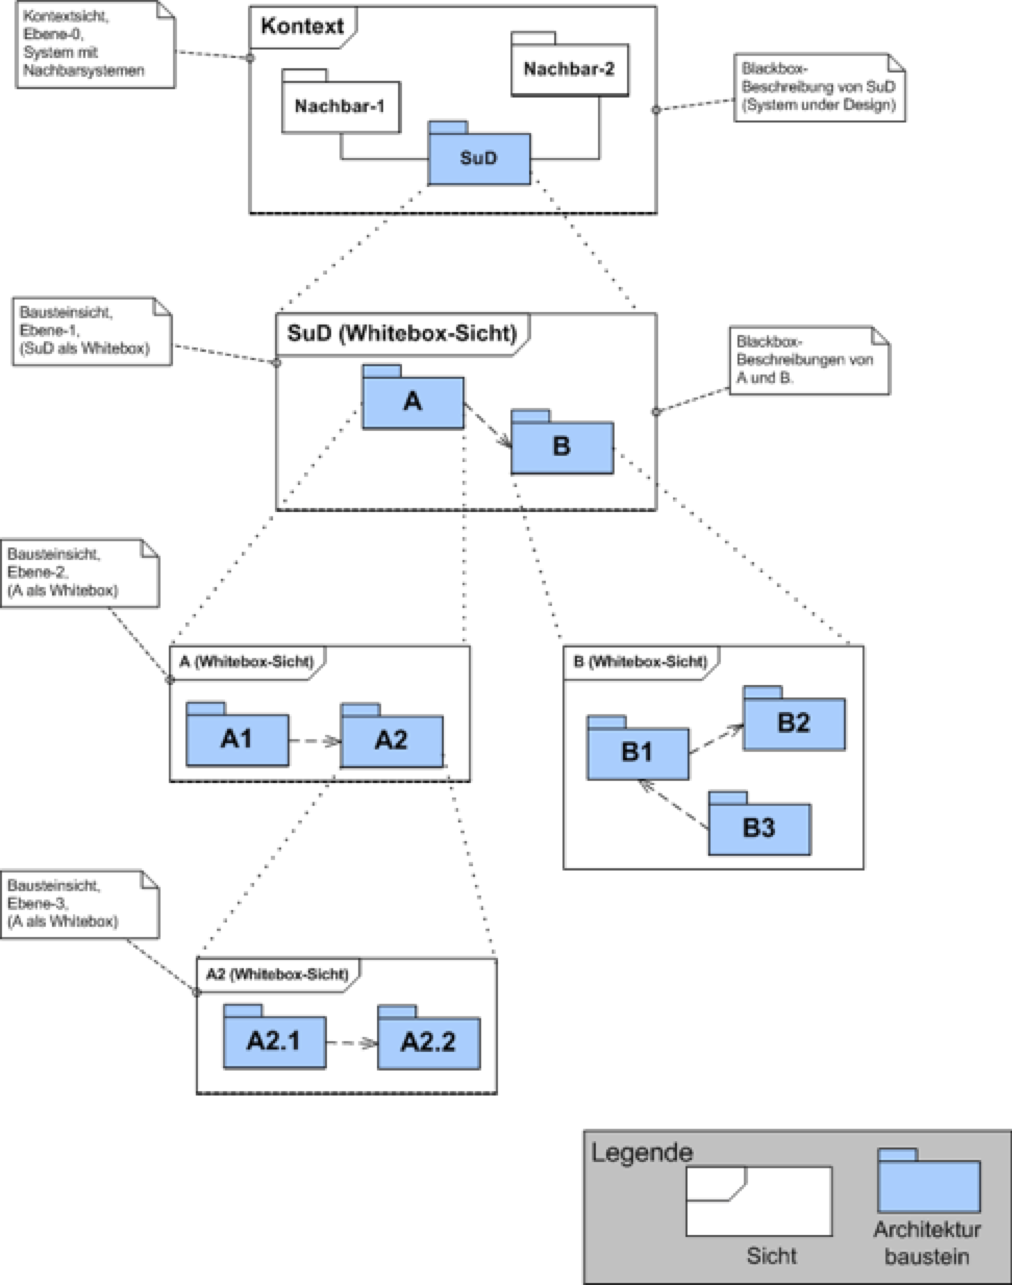 Kontextsicht,
Ebene-0,
System mit
Nachbarsystemen
Kontext
Nachbar-1
Nachbar-2
SuD
Blackbox-
Beschreibung von SuD
(System under Design)
Bausteinsicht,
Ebene-1,
(SuD als Whitebox)
SuD (Whitebox-Sicht)
A
B
Blackbox-
Beschreibungen von
A und B.
Bausteinsicht,
Ebene-2,
(A als Whitebox)
A (Whitebox-Sicht)
A1
A2
B (Whitebox-Sicht)
B1
B2
B3
Bausteinsicht,
Ebene-3,
(A als Whitebox)
A2 (Whitebox-Sicht)
A2.1
A2.2
Legende
Sicht
Architektur
baustein